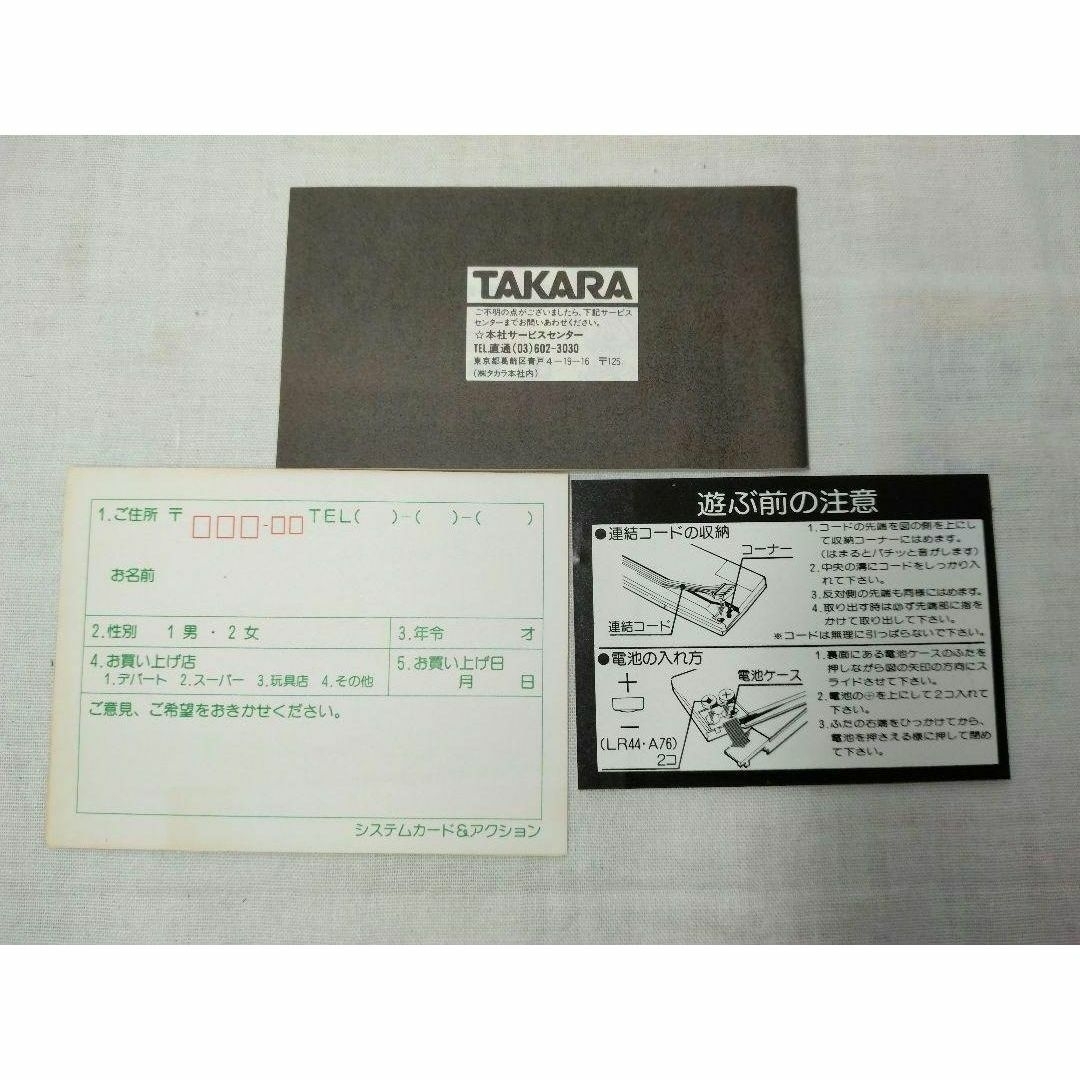 TAKARA
ご不明の点がございましたら、下記サービス
センターまでお問いあわせください。
☆本社サービスセンター
TEL.直通(03)602-3030
東京都葛飾区青戸4-19-16 〒125
(㈱タカラ本社内)
1.ご住所 〒 □□□-□□ TEL( )-( )-( )
お名前
2.性別 1男・2女
3.年令 才
4.お買い上げ店
1.デパート 2.スーパー 3.玩具店 4.その他
5.お買い上げ日
月 日
ご意見、ご希望をおきかせください。
システムカード&アクション
遊ぶ前の注意
●連結コードの収納
コーナー
連結コード
1.コードの先端を図の側を上にし
て収納コーナーにはめます。
(はまるとパチッと音がします)
2.中央の溝にコードをしっかり入
れて下さい。
3.反対側の先端も同様にはめます。
4.取り出す時は必ず先端部に指を
かけて取り出して下さい。
※コードは無理に引っぱらないで下さい。
●電池の入れ方
+
−
(LR44・A76)
2コ
電池ケース
1.裏面にある電池ケースのふたを
押しながら図の矢印の方向にス
ライドさせて下さい。
2.電池の⊕を上にして2コ入れて
下さい。
3.ふたの右端をひっかけてから、
電池を押さえる様に押して閉め
て下さい。